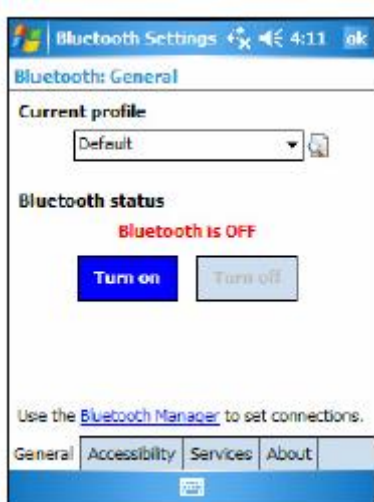 Bluetooth Settings 4:11 ok
Bluetooth: General
Current profile
Default
Bluetooth status
Bluetooth is OFF
Turn on Turn off
Use the Bluetooth Manager to set connections.
General Accessibility Services About